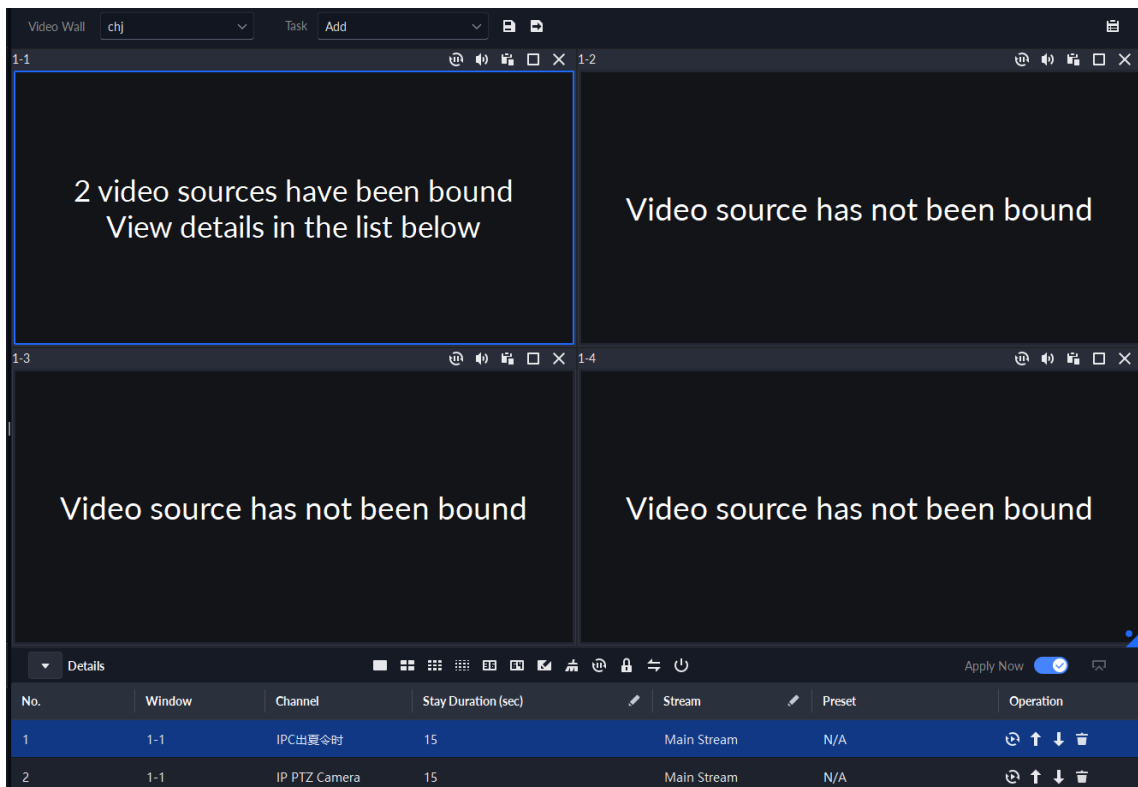 Video Wall chj Task Add
1-1
1-2
2 video sources have been bound
View details in the list below
Video source has not been bound
1-3
1-4
Video source has not been bound
Video source has not been bound
Details Apply Now
No. Window Channel Stay Duration (sec) Stream Preset Operation
1 1-1 IPC出夏令时 15 Main Stream N/A
2 1-1 IP PTZ Camera 15 Main Stream N/A